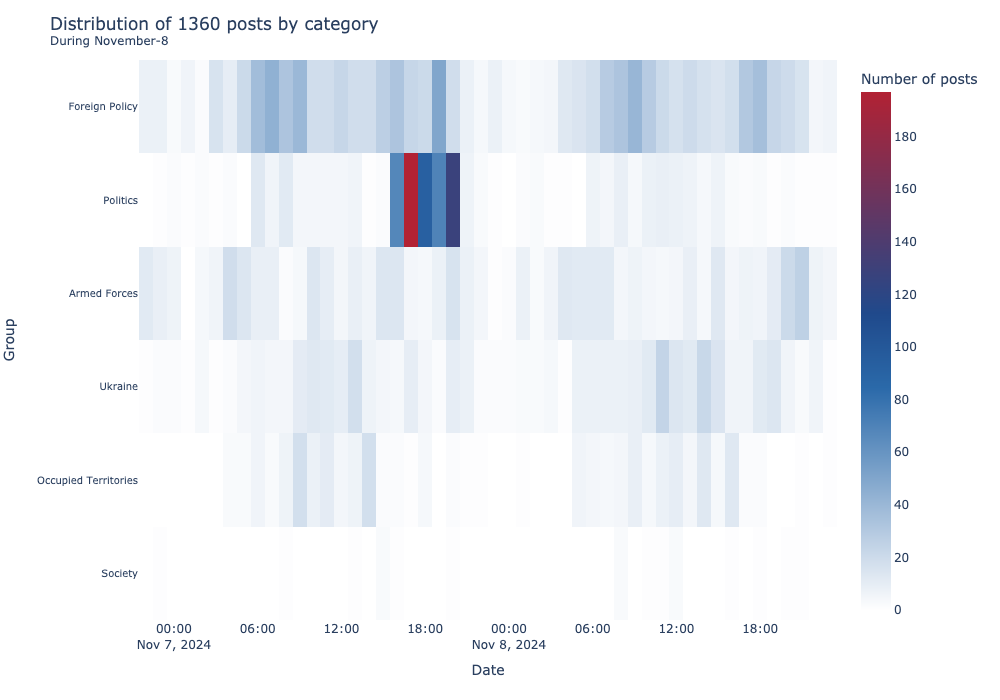 Distribution of 1360 posts by category
During November-8
Number of posts
Foreign Policy
Politics
Armed Forces
Ukraine
Occupied Territories
Society
Group
180
160
140
120
100
80
60
40
20
0
00:00
Nov 7, 2024
06:00
12:00
18:00
00:00
Nov 8, 2024
06:00
12:00
18:00
Date